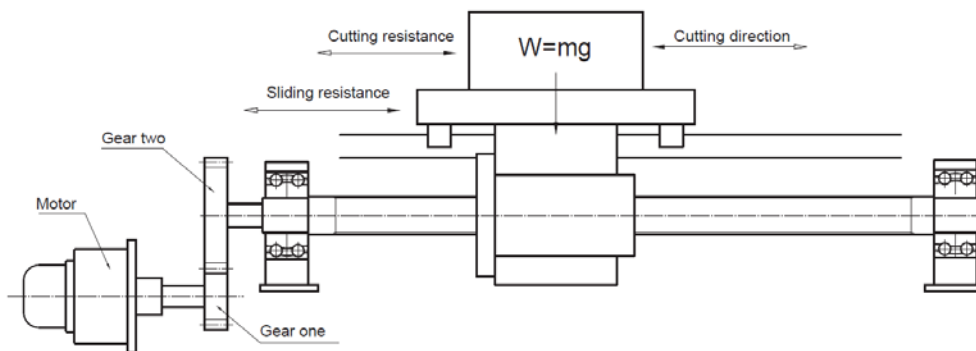 Cutting resistance
W=mg
Cutting direction
Sliding resistance
Gear two
Motor
Gear one